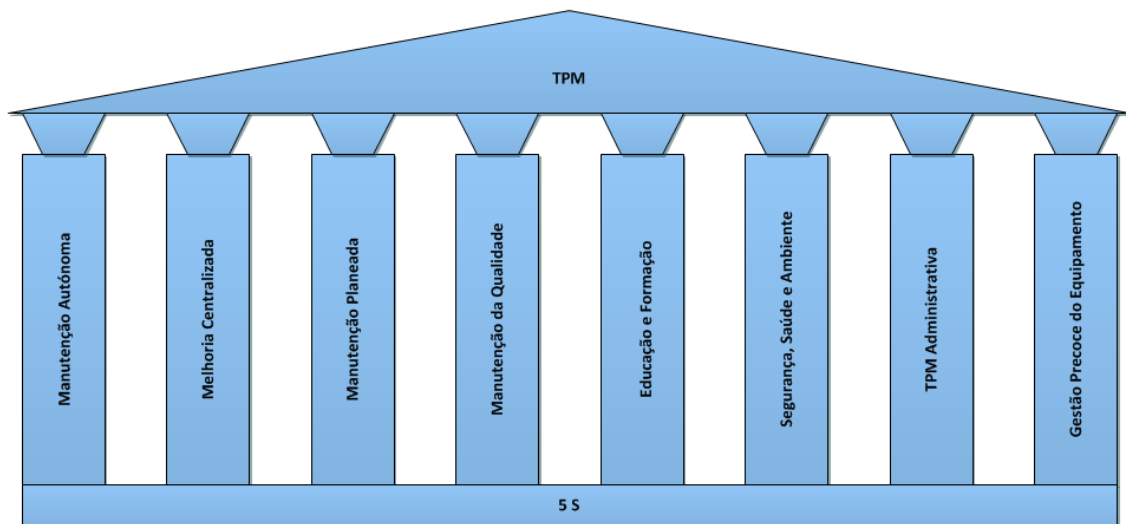 TPM
Manutenção Autónoma
Melhoria Centralizada
Manutenção Planeada
Manutenção da Qualidade
Educação e Formação
Segurança, Saúde e Ambiente
TPM Administrativa
Gestão Precoce do Equipamento
5 S